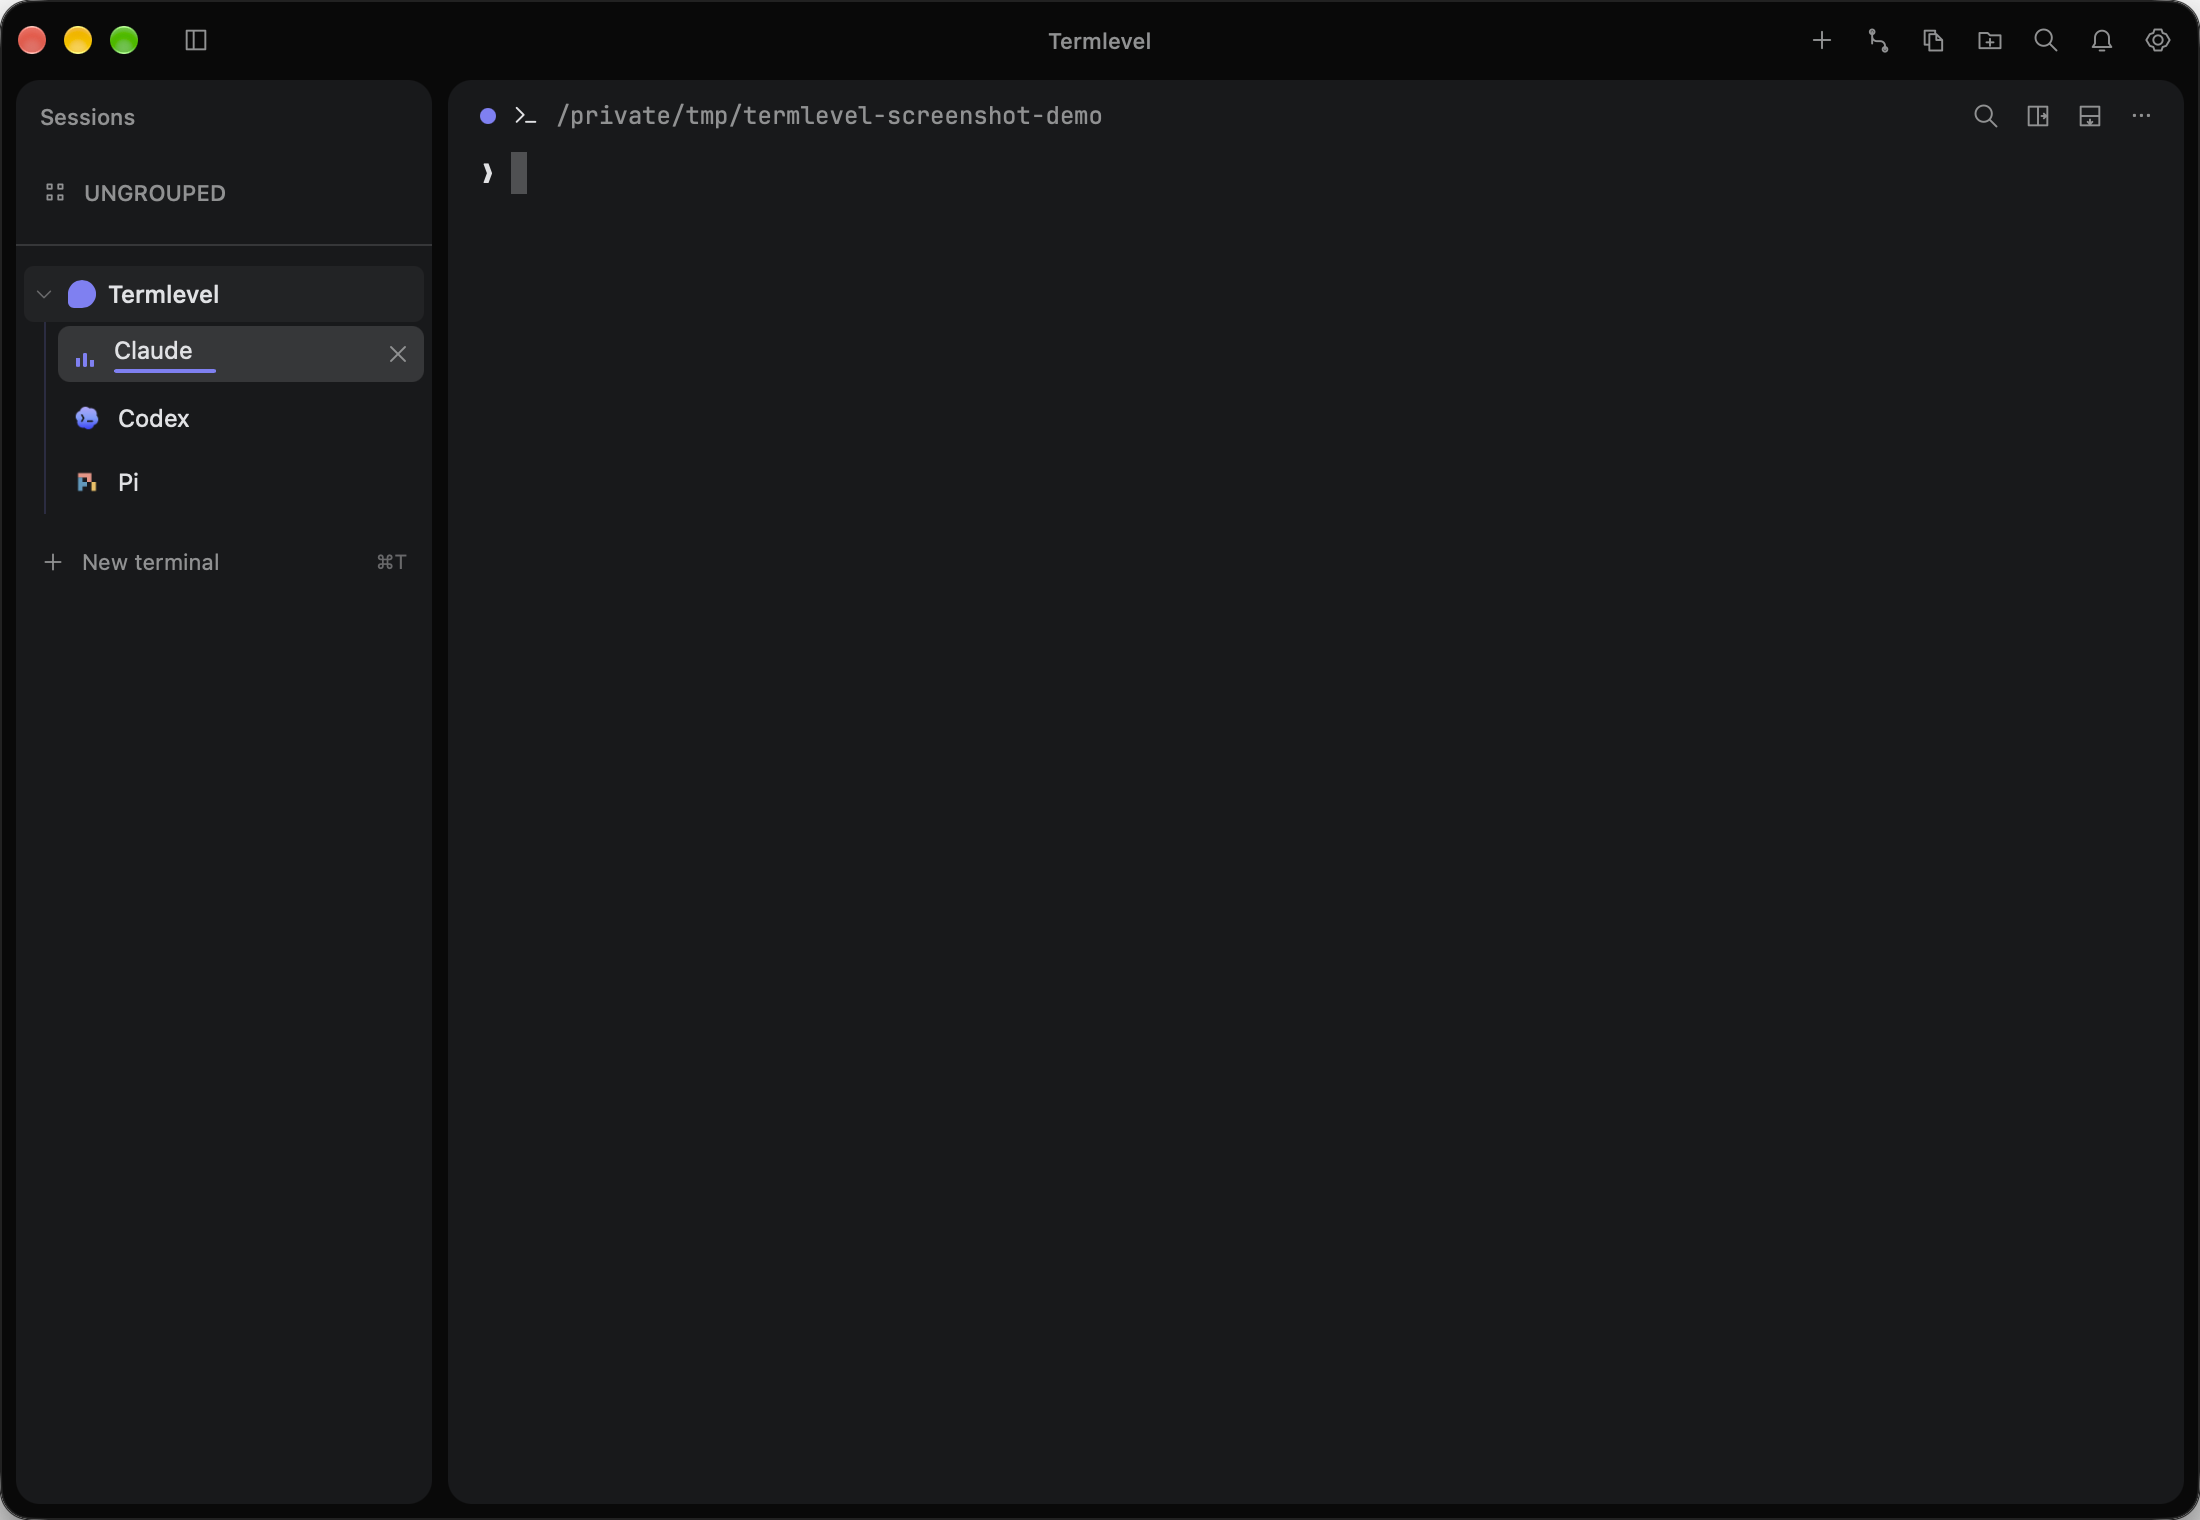 Termlevel
Sessions
UNGROUPED
Termlevel
Claude
Codex
Pi
New terminal ⌘T
/private/tmp/termlevel-screenshot-demo
❯